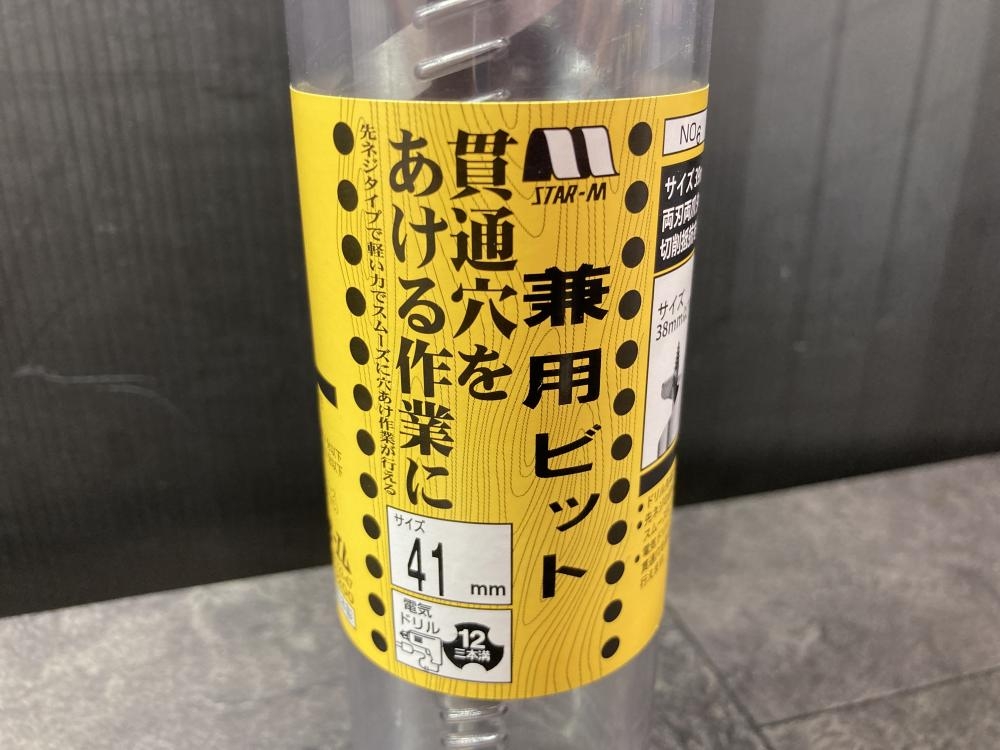 STAR-M
兼用ビット
貫通穴を
あける作業に
先ネジタイプで軽い力でスムーズに穴あけ作業が行える
サイズ
41 mm
電気
ドリル
12
三本溝
NO6
サイズ
両刃両
切削抵抗
サイズ
38mm